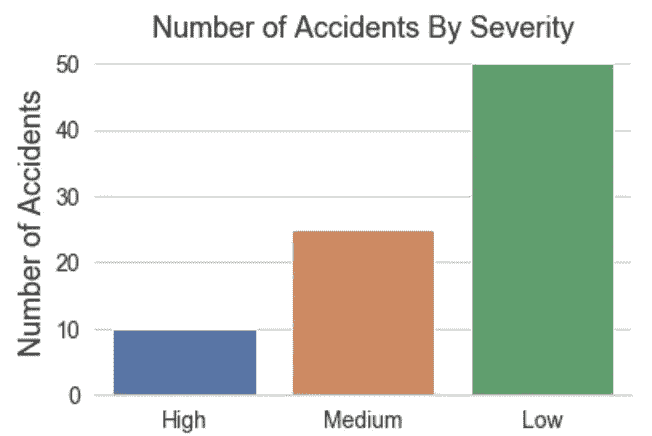 Number of Accidents By Severity
Number of Accidents
50
40
30
20
10
0
High
Medium
Low